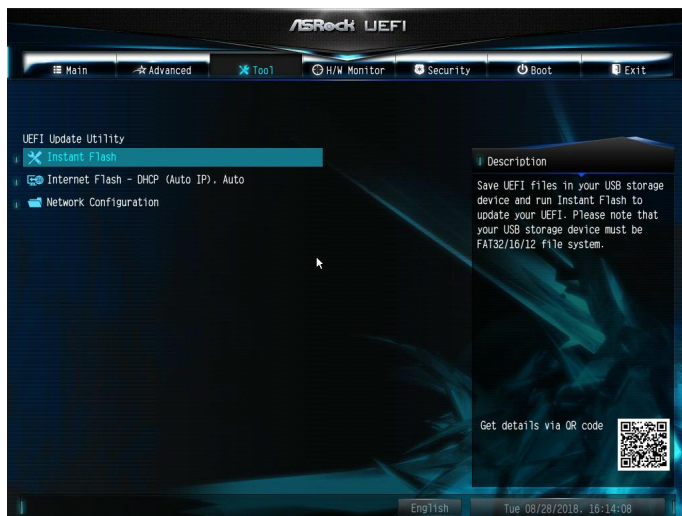 ASRock UEFI
Main
Advanced
Tool
H/W Monitor
Security
Boot
Exit
UEFI Update Utility
Instant Flash
Internet Flash - DHCP (Auto IP), Auto
Network Configuration
Description
Save UEFI files in your USB storage
device and run Instant Flash to
update your UEFI. Please note that
your USB storage device must be
FAT32/16/12 file system.
Get details via QR code
English
Tue 08/28/2018. 16:14:08